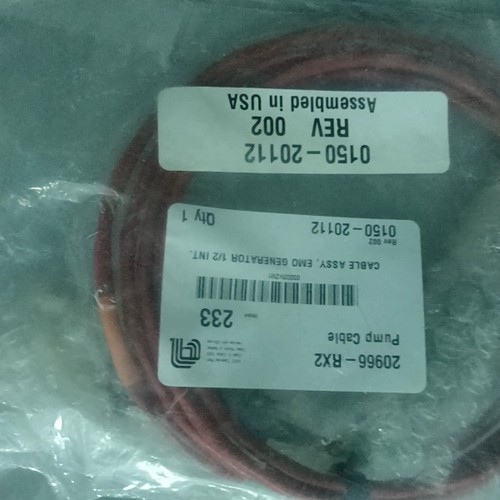 20966-RX2
Pump Cable
233
CABLE ASSY, EMO GENERATOR 1/2 INT.
Rev 002
0150-20112
Qty 1
0150-20112
REV 002
Assembled in USA